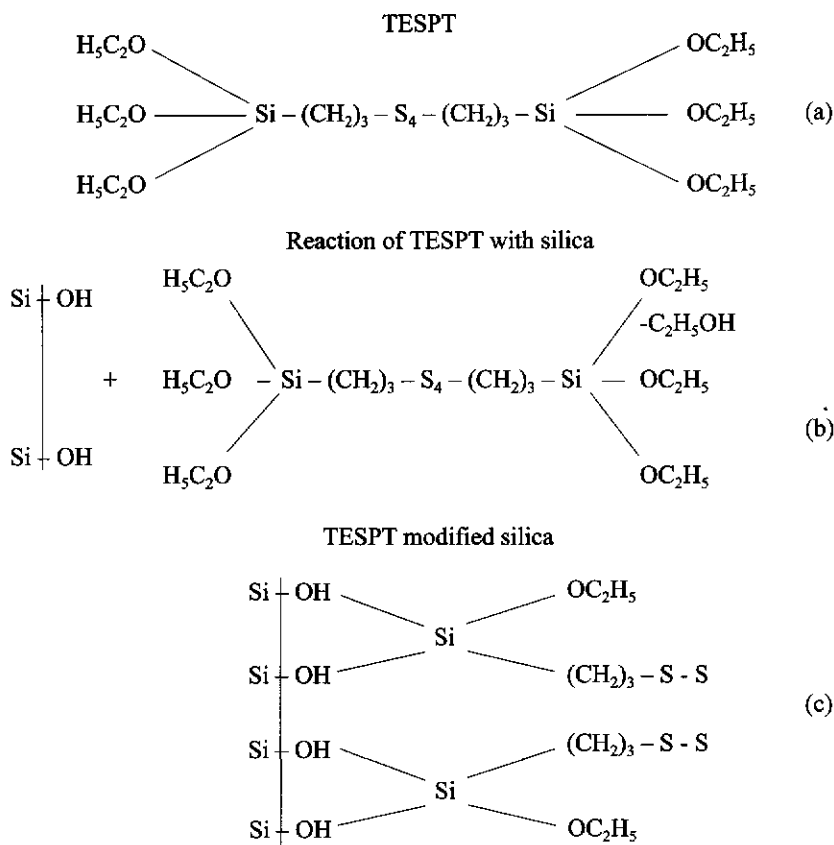 TESPT
H₅C₂O OC₂H₅
H₅C₂O Si – (CH₂)₃ – S₄ – (CH₂)₃ – Si OC₂H₅ (a)
H₅C₂O OC₂H₅
Reaction of TESPT with silica
H₅C₂O OC₂H₅
Si – OH -C₂H₅OH
+ H₅C₂O – Si – (CH₂)₃ – S₄ – (CH₂)₃ – Si — OC₂H₅
(b)
Si – OH H₅C₂O OC₂H₅
TESPT modified silica
Si – OH OC₂H₅
Si
Si – OH (CH₂)₃ – S - S
(c)
Si – OH (CH₂)₃ – S - S
Si
Si – OH OC₂H₅